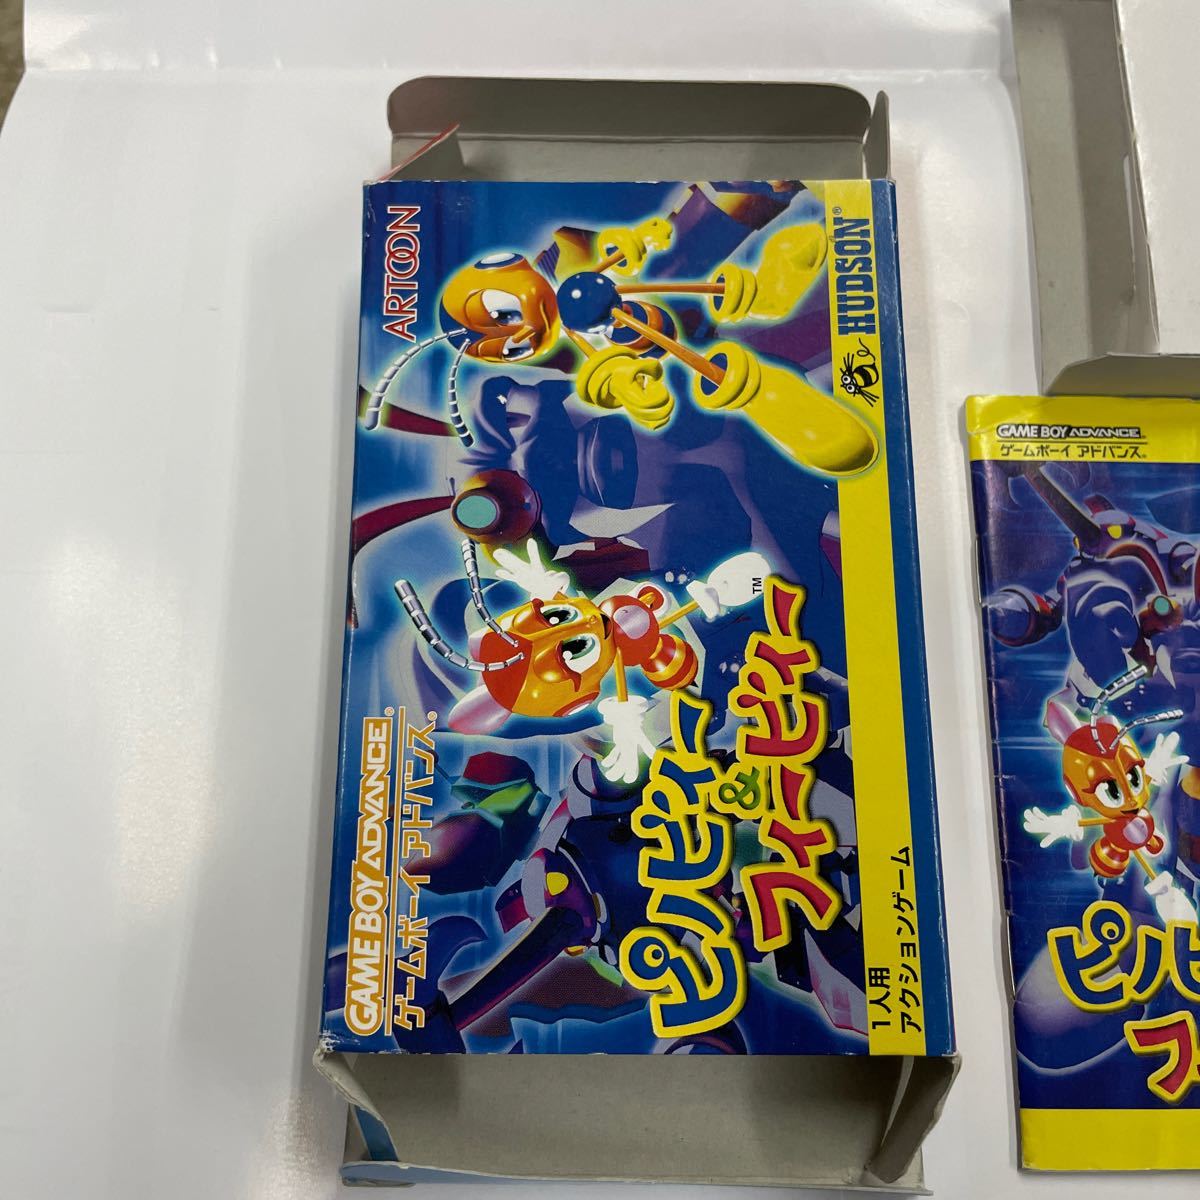 GAME BOY ADVANCE®
ゲームボーイ アドバンス®
ARTOON
ピノビィー
&
フィービィー™
1人用
アクションゲーム
HUDSON®
GAME BOY ADVANCE®
ゲームボーイ アドバンス®
ピノビ
フ